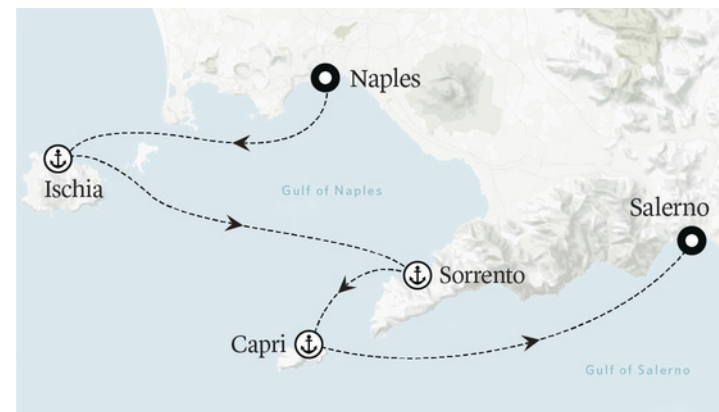 Naples
Ischia
Gulf of Naples
Salerno
Sorrento
Capri
Gulf of Salerno